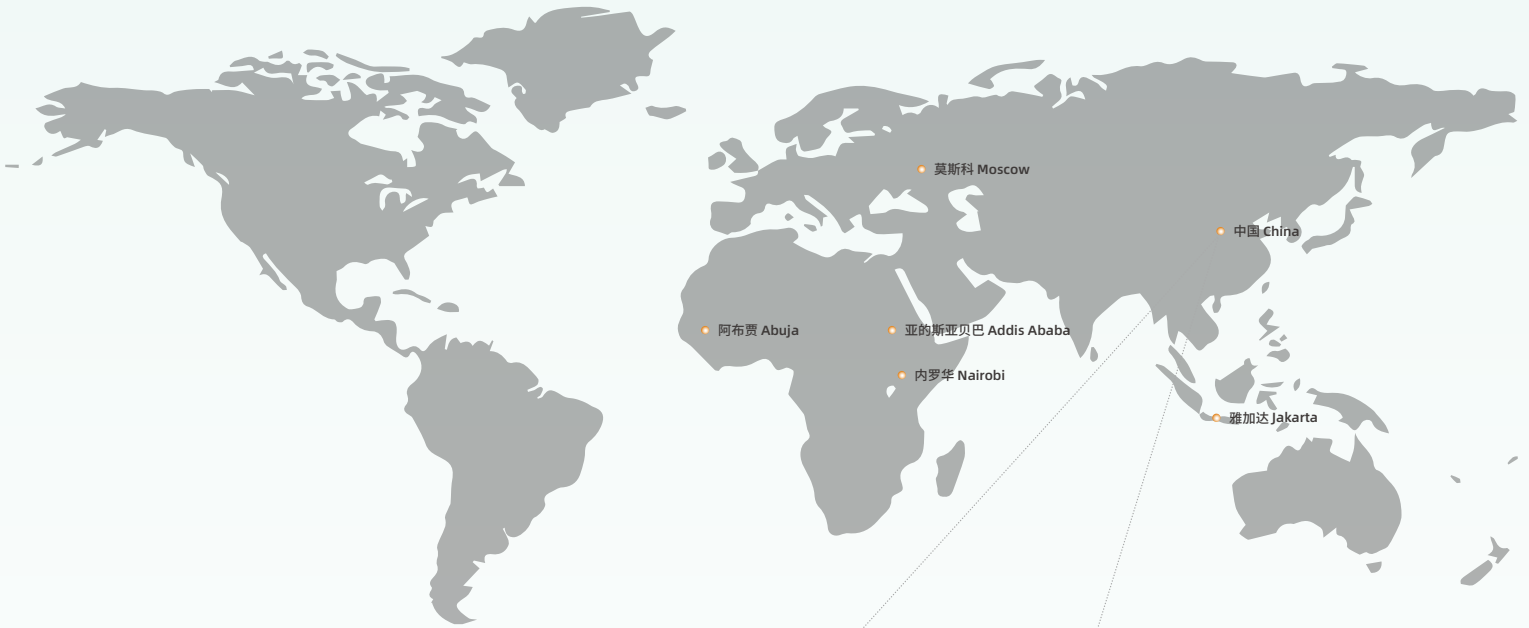 莫斯科 Moscow
中国 China
阿布贾 Abuja
亚的斯亚贝巴 Addis Ababa
内罗华 Nairobi
雅加达 Jakarta